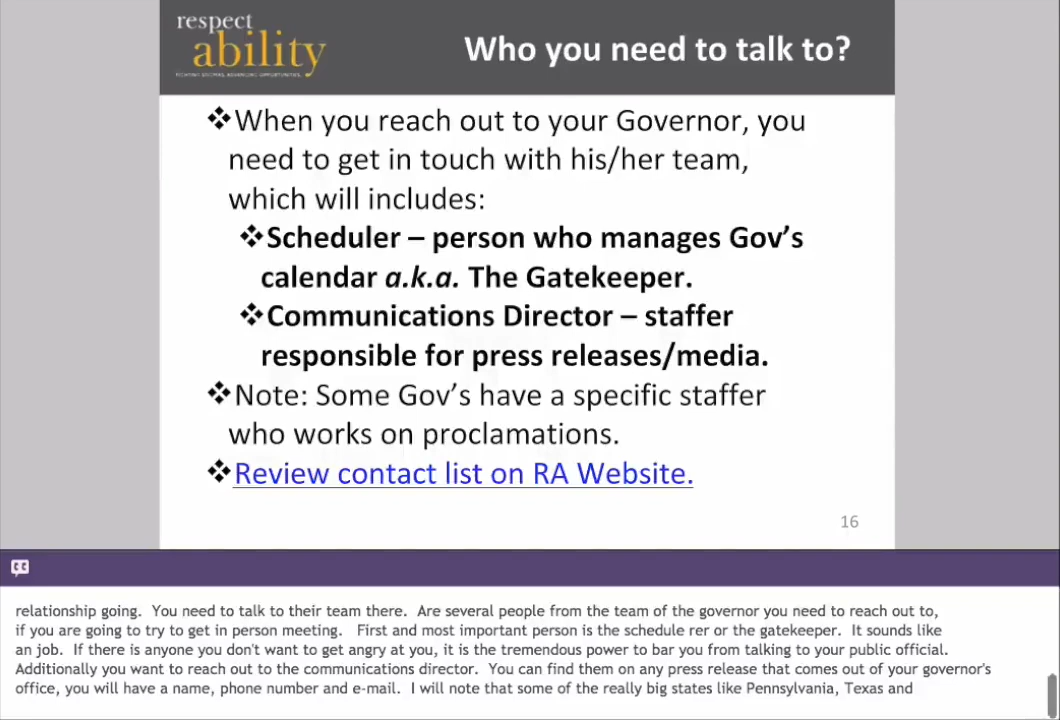 respect
ability
Who you need to talk to?
❖When you reach out to your Governor, you
need to get in touch with his/her team,
which will includes:
❖Scheduler – person who manages Gov's
calendar a.k.a. The Gatekeeper.
❖Communications Director – staffer
responsible for press releases/media.
❖Note: Some Gov's have a specific staffer
who works on proclamations.
❖Review contact list on RA Website.
16
relationship going. You need to talk to their team there. Are several people from the team of the governor you need to reach out to,
if you are going to try to get in person meeting. First and most important person is the schedule rer or the gatekeeper. It sounds like
an job. If there is anyone you don't want to get angry at you, it is the tremendous power to bar you from talking to your public official.
Additionally you want to reach out to the communications director. You can find them on any press release that comes out of your governor's
office, you will have a name, phone number and e-mail. I will note that some of the really big states like Pennsylvania, Texas and